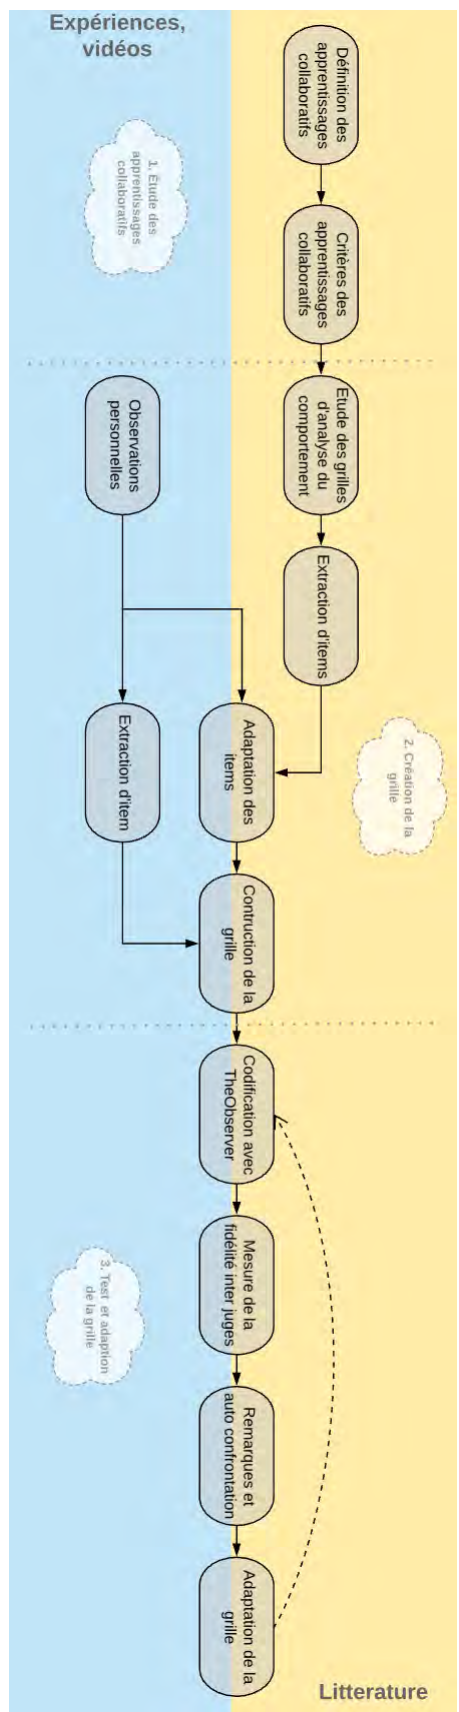 Expériences,
vidéos
Définition des
apprentissages
collaboratifs
1. Étude des
apprentissages
collaboratifs
Critères des
apprentissages
collaboratifs
Etude des grilles
d'analyse du
comportement
Observations
personnelles
Extraction d'items
2. Création de la
grille
Adaptation des
items
Extraction d'item
Contruction de la
grille
Codification avec
TheObserver
Mesure de la
fidélité inter juges
3. Test et adaption
de la grille
Remarques et
auto confrontation
Adaptation de la
grille
Litterature